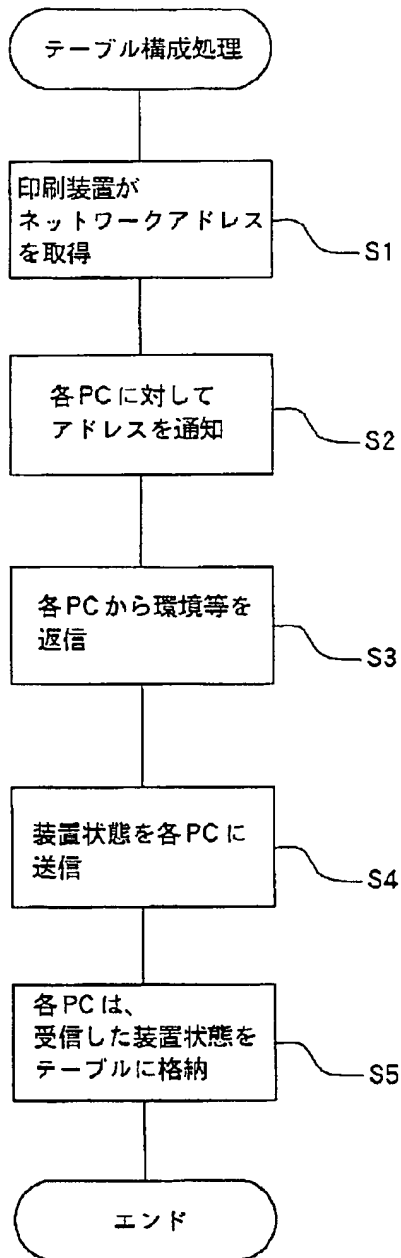 テーブル構成処理
印刷装置が
ネットワークアドレス
を取得
S1
各PCに対して
アドレスを通知
S2
各PCから環境等を
返信
S3
装置状態を各PCに
送信
S4
各PCは、
受信した装置状態を
テーブルに格納
S5
エンド